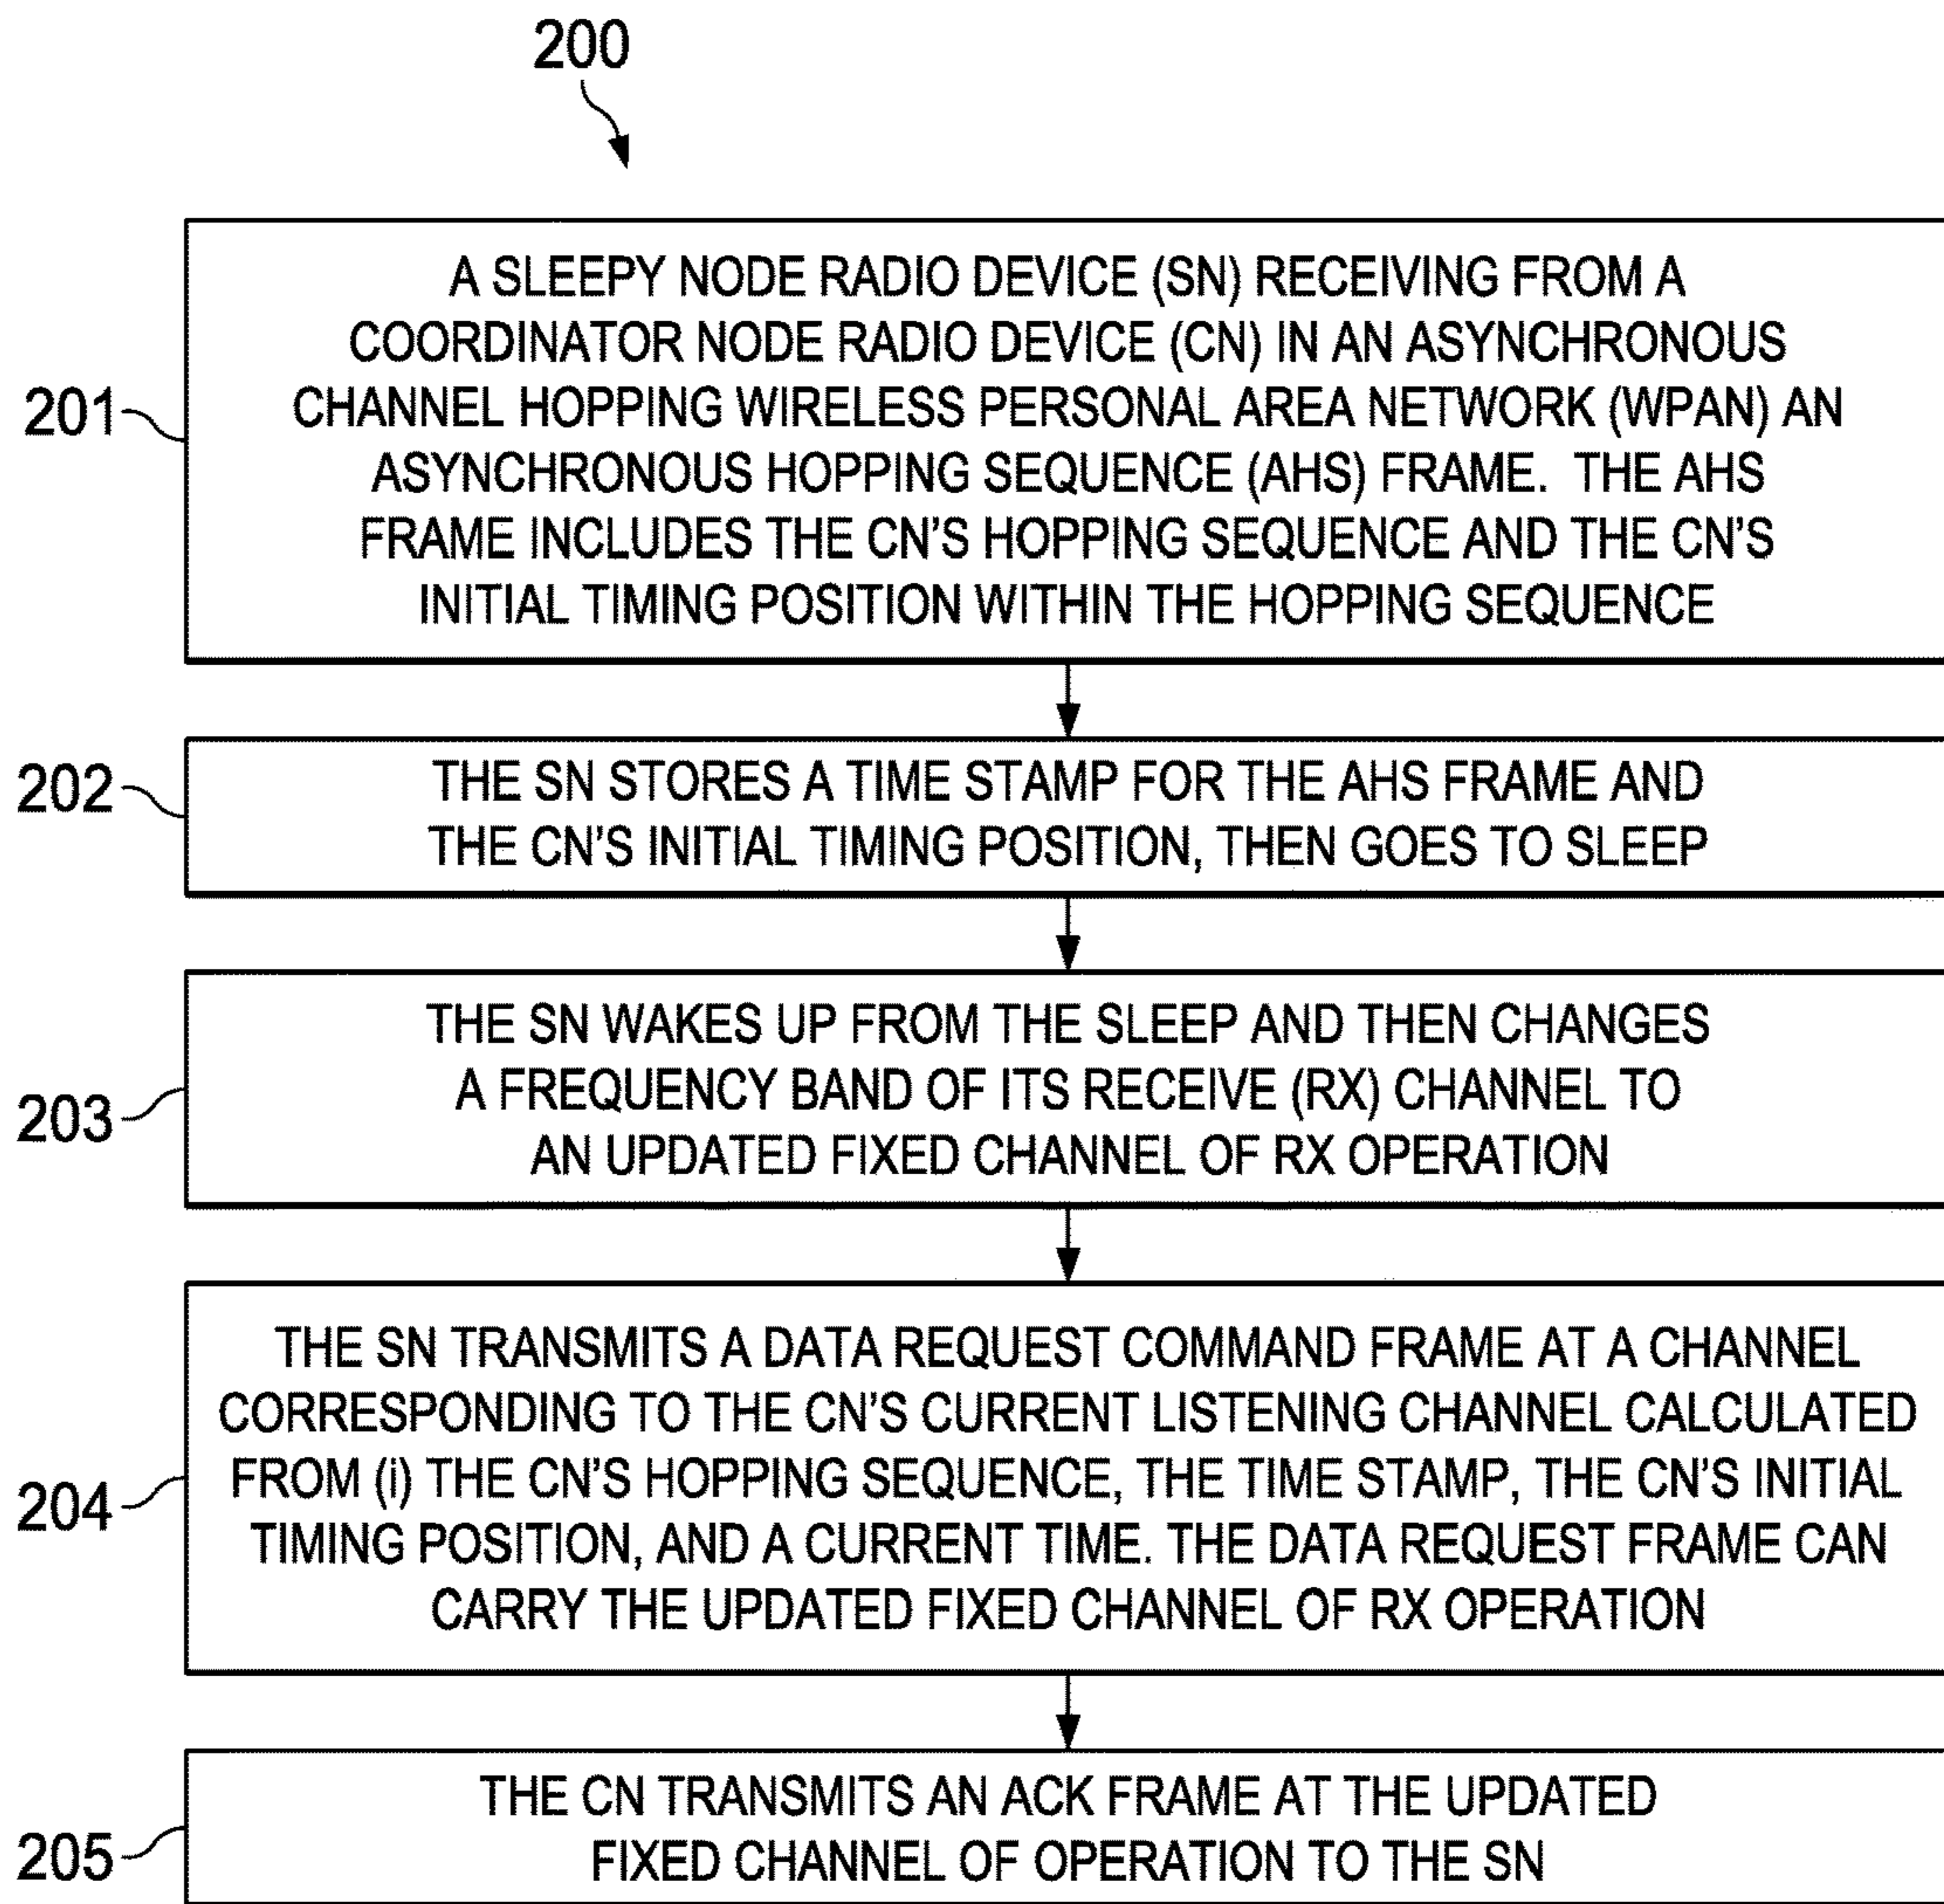 200
201
A SLEEPY NODE RADIO DEVICE (SN) RECEIVING FROM A
COORDINATOR NODE RADIO DEVICE (CN) IN AN ASYNCHRONOUS
CHANNEL HOPPING WIRELESS PERSONAL AREA NETWORK (WPAN) AN
ASYNCHRONOUS HOPPING SEQUENCE (AHS) FRAME. THE AHS
FRAME INCLUDES THE CN'S HOPPING SEQUENCE AND THE CN'S
INITIAL TIMING POSITION WITHIN THE HOPPING SEQUENCE
202
THE SN STORES A TIME STAMP FOR THE AHS FRAME AND
THE CN'S INITIAL TIMING POSITION, THEN GOES TO SLEEP
203
THE SN WAKES UP FROM THE SLEEP AND THEN CHANGES
A FREQUENCY BAND OF ITS RECEIVE (RX) CHANNEL TO
AN UPDATED FIXED CHANNEL OF RX OPERATION
204
THE SN TRANSMITS A DATA REQUEST COMMAND FRAME AT A CHANNEL
CORRESPONDING TO THE CN'S CURRENT LISTENING CHANNEL CALCULATED
FROM (i) THE CN'S HOPPING SEQUENCE, THE TIME STAMP, THE CN'S INITIAL
TIMING POSITION, AND A CURRENT TIME. THE DATA REQUEST FRAME CAN
CARRY THE UPDATED FIXED CHANNEL OF RX OPERATION
205
THE CN TRANSMITS AN ACK FRAME AT THE UPDATED
FIXED CHANNEL OF OPERATION TO THE SN